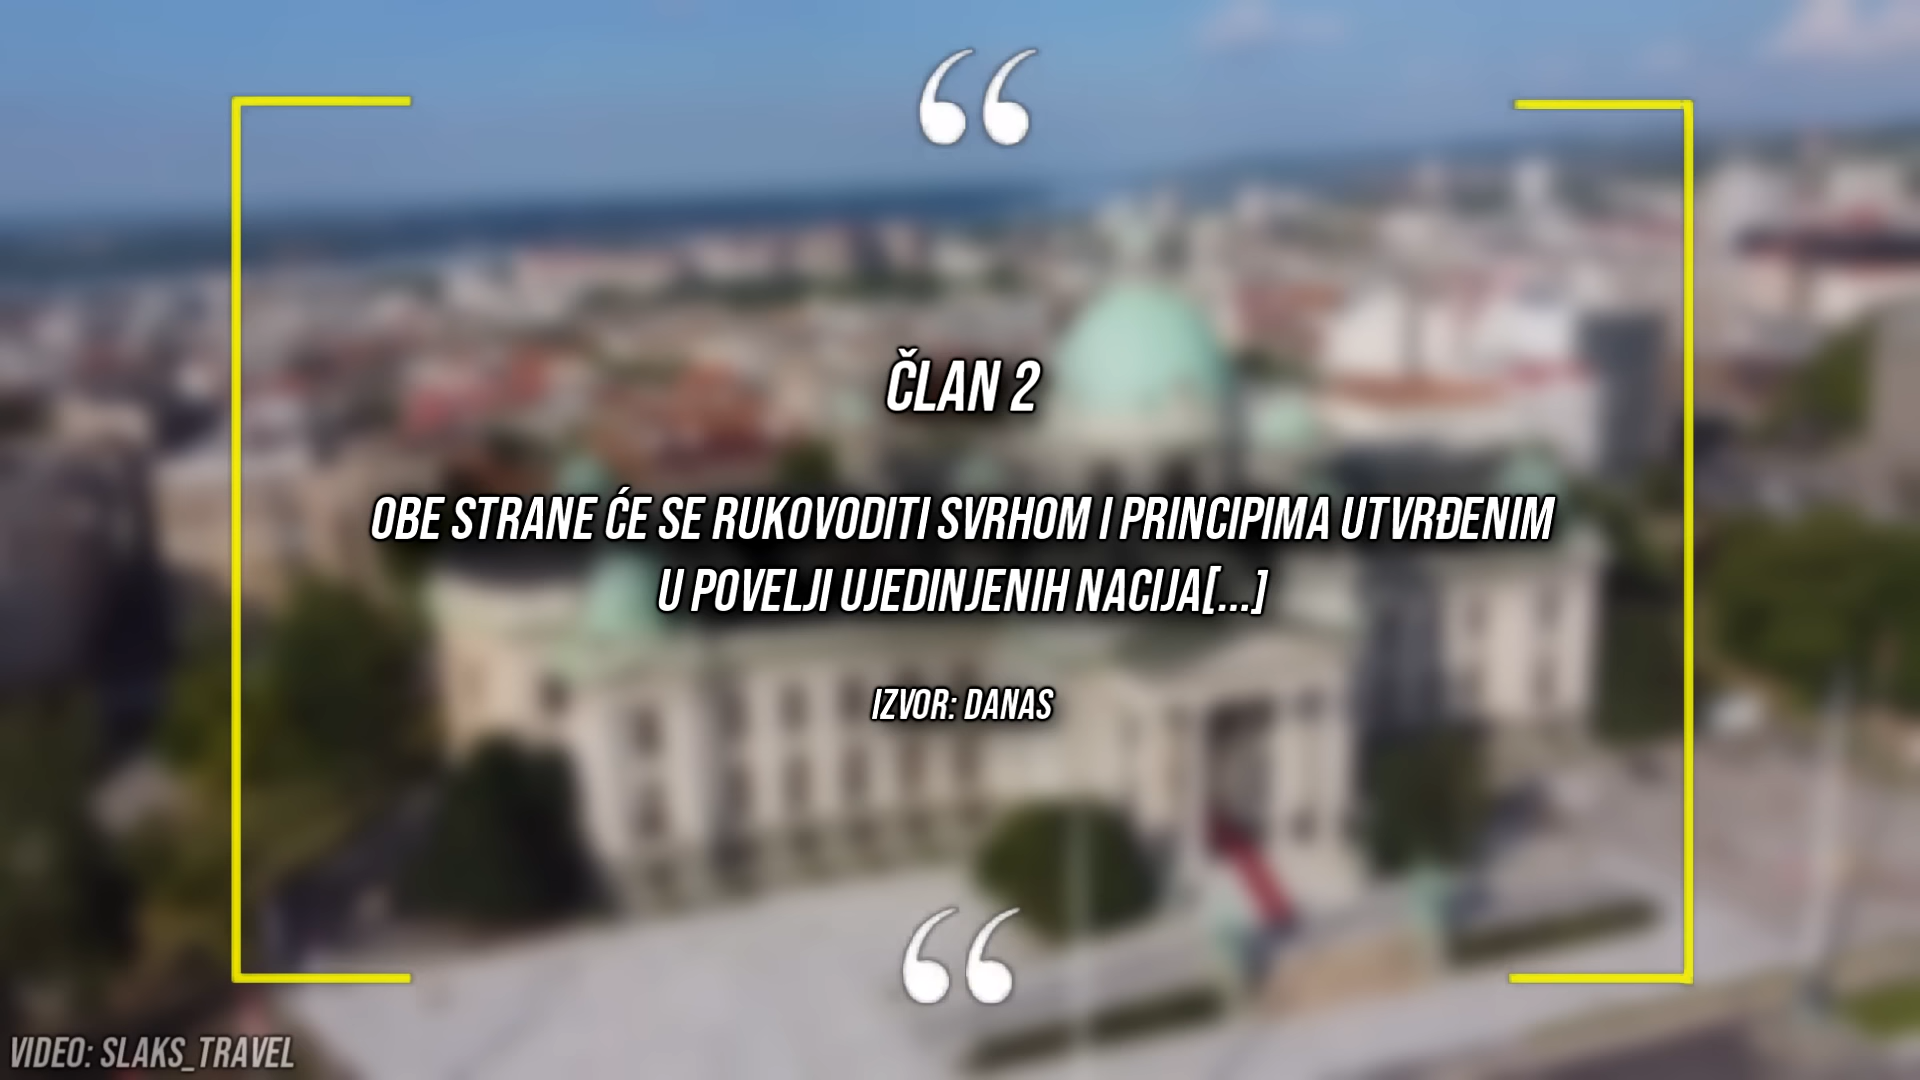 “
ČLAN 2
OBE STRANE ĆE SE RUKOVODITI SVRHOM I PRINCIPIMA UTVRĐENIM
U POVELJI UJEDINJENIH NACIJA[...]
IZVOR: DANAS
“
VIDEO: SLAKS_TRAVEL